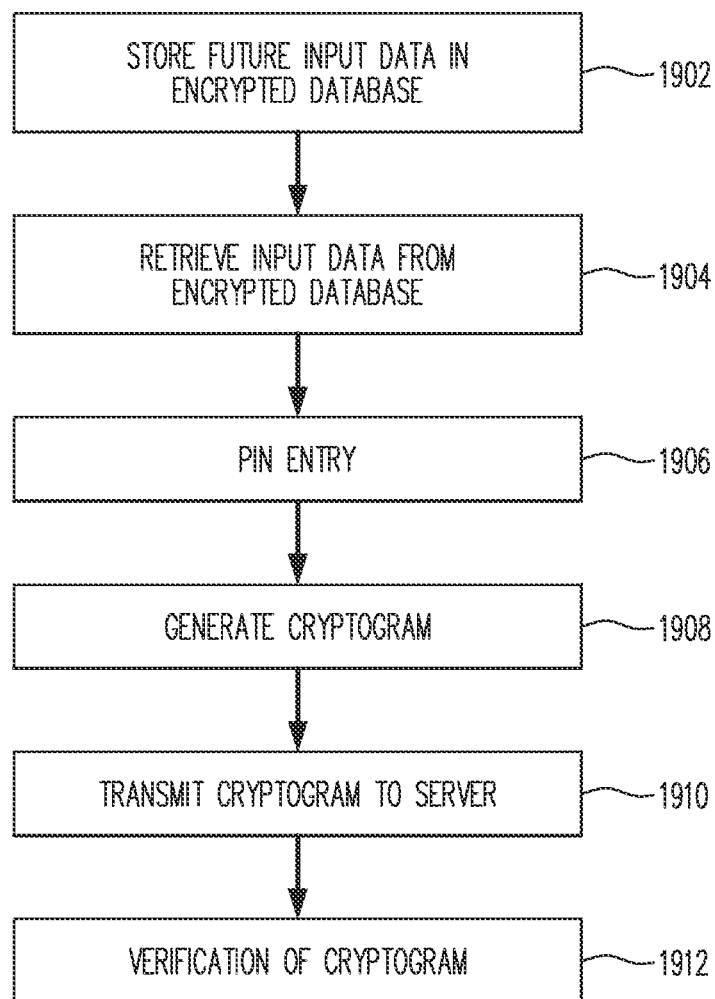 STORE FUTURE INPUT DATA IN
ENCRYPTED DATABASE
1902
RETRIEVE INPUT DATA FROM
ENCRYPTED DATABASE
1904
PIN ENTRY
1906
GENERATE CRYPTOGRAM
1908
TRANSMIT CRYPTOGRAM TO SERVER
1910
VERIFICATION OF CRYPTOGRAM
1912